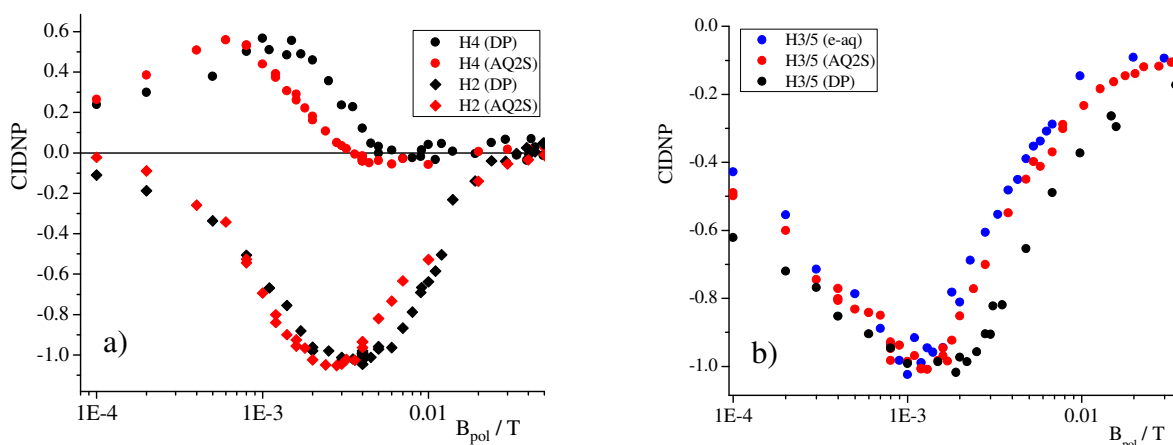 0.6
0.4
0.2
0.0
-0.2
-0.4
-0.6
-0.8
-1.0
CIDNP
H4 (DP)
H4 (AQ2S)
H2 (DP)
H2 (AQ2S)
a)
1E-4
1E-3
0.01
B_pol / T
0.0
-0.2
-0.4
-0.6
-0.8
-1.0
CIDNP
H3/5 (e-aq)
H3/5 (AQ2S)
H3/5 (DP)
b)
1E-4
1E-3
0.01
B_pol / T